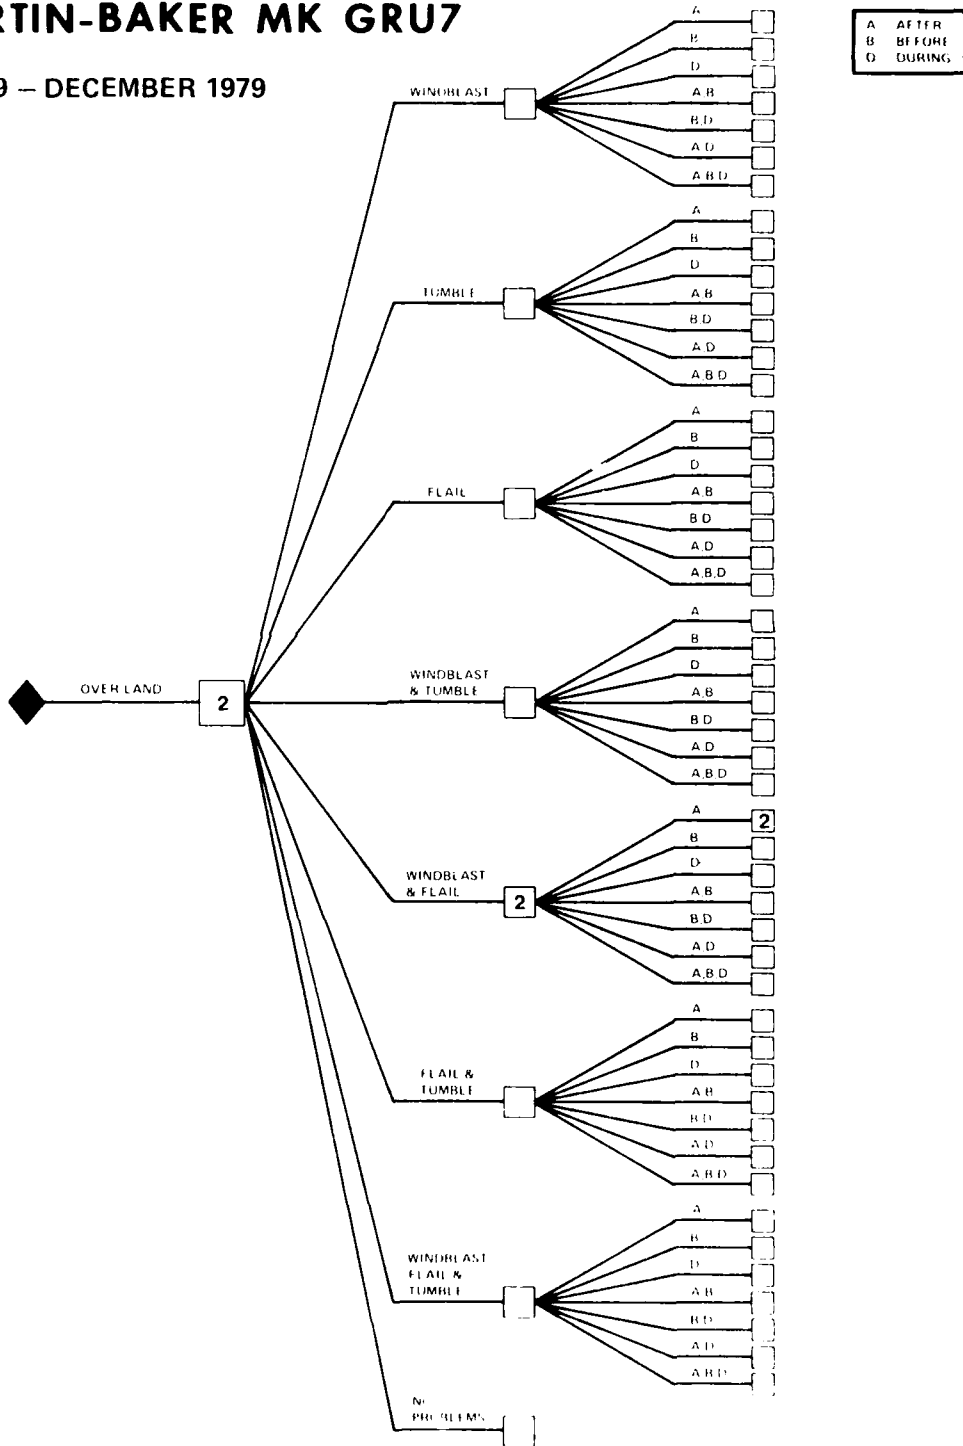 RTIN-BAKER MK GRU7
9 – DECEMBER 1979
A AFTER
B BEFORE
D DURING
OVER LAND
2
WINDBLAST
A
B
D
A,B
B,D
A,D
A,B,D
TUMBLE
A
B
D
A,B
B,D
A,D
A,B,D
FLAIL
A
B
D
A,B
B,D
A,D
A,B,D
WINDBLAST
& TUMBLE
A
B
D
A,B
B,D
A,D
A,B,D
WINDBLAST
& FLAIL
2
A
2
B
D
A,B
B,D
A,D
A,B,D
FLAIL &
TUMBLE
A
B
D
A,B
B,D
A,D
A,B,D
WINDBLAST
FLAIL &
TUMBLE
A
B
D
A,B
B,D
A,D
A,B,D
NO
PROBLEMS